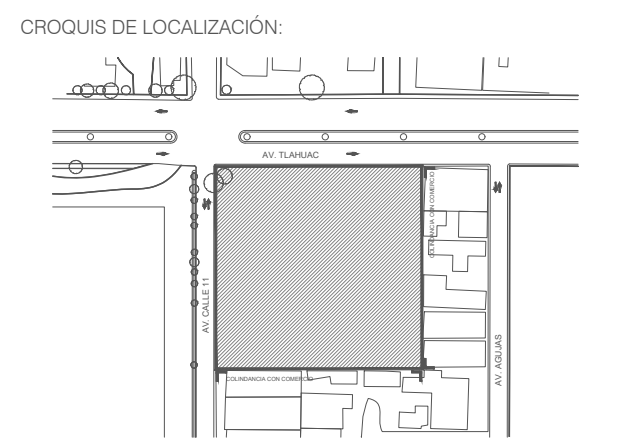 CROQUIS DE LOCALIZACIÓN:
AV. TLAHUAC
COLINDANCIA CON COMERCIO
AV. CALLE 11
AV. AGUJAS
COLINDANCIA CON COMERCIO